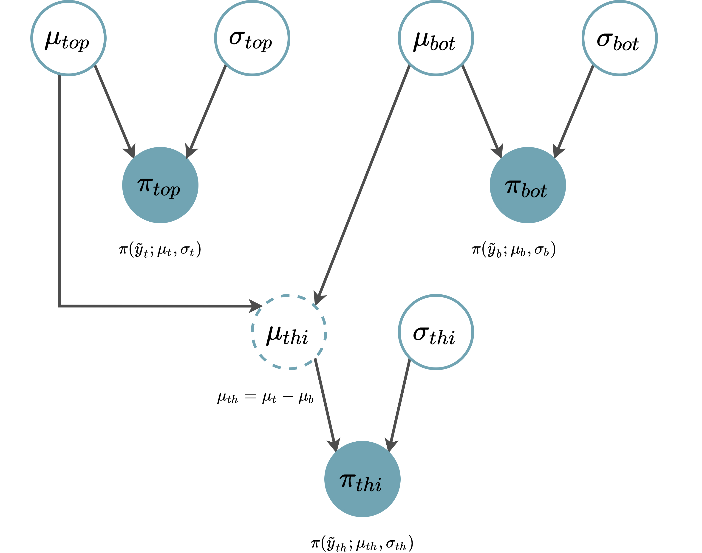 μ_top σ_top μ_bot σ_bot
π_top π_bot
π(ỹ_t; μ_t, σ_t) π(ỹ_b; μ_b, σ_b)
μ_thi σ_thi
μ_th = μ_t − μ_b
π_thi
π(ỹ_th; μ_th, σ_th)